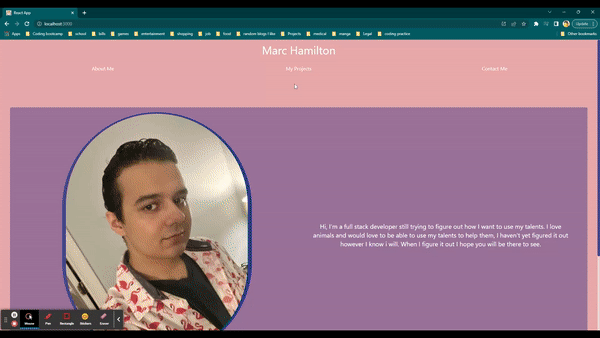 React App
localhost:3000
Update
Apps Coding bootcamp school bills games entertainment shopping job food random blogs I like Projects medical manga Legal coding practice Other bookmarks
Marc Hamilton
About Me My Projects Contact Me
Hi, I'm a full stack developer still trying to figure out how I want to use my talents. I love
animals and would love to be able to use my talents to help them, I haven't yet figured it out
however I know i will. When I figure it out I hope you will be there to see.
Mouse Pen Rectangle Stickers Eraser